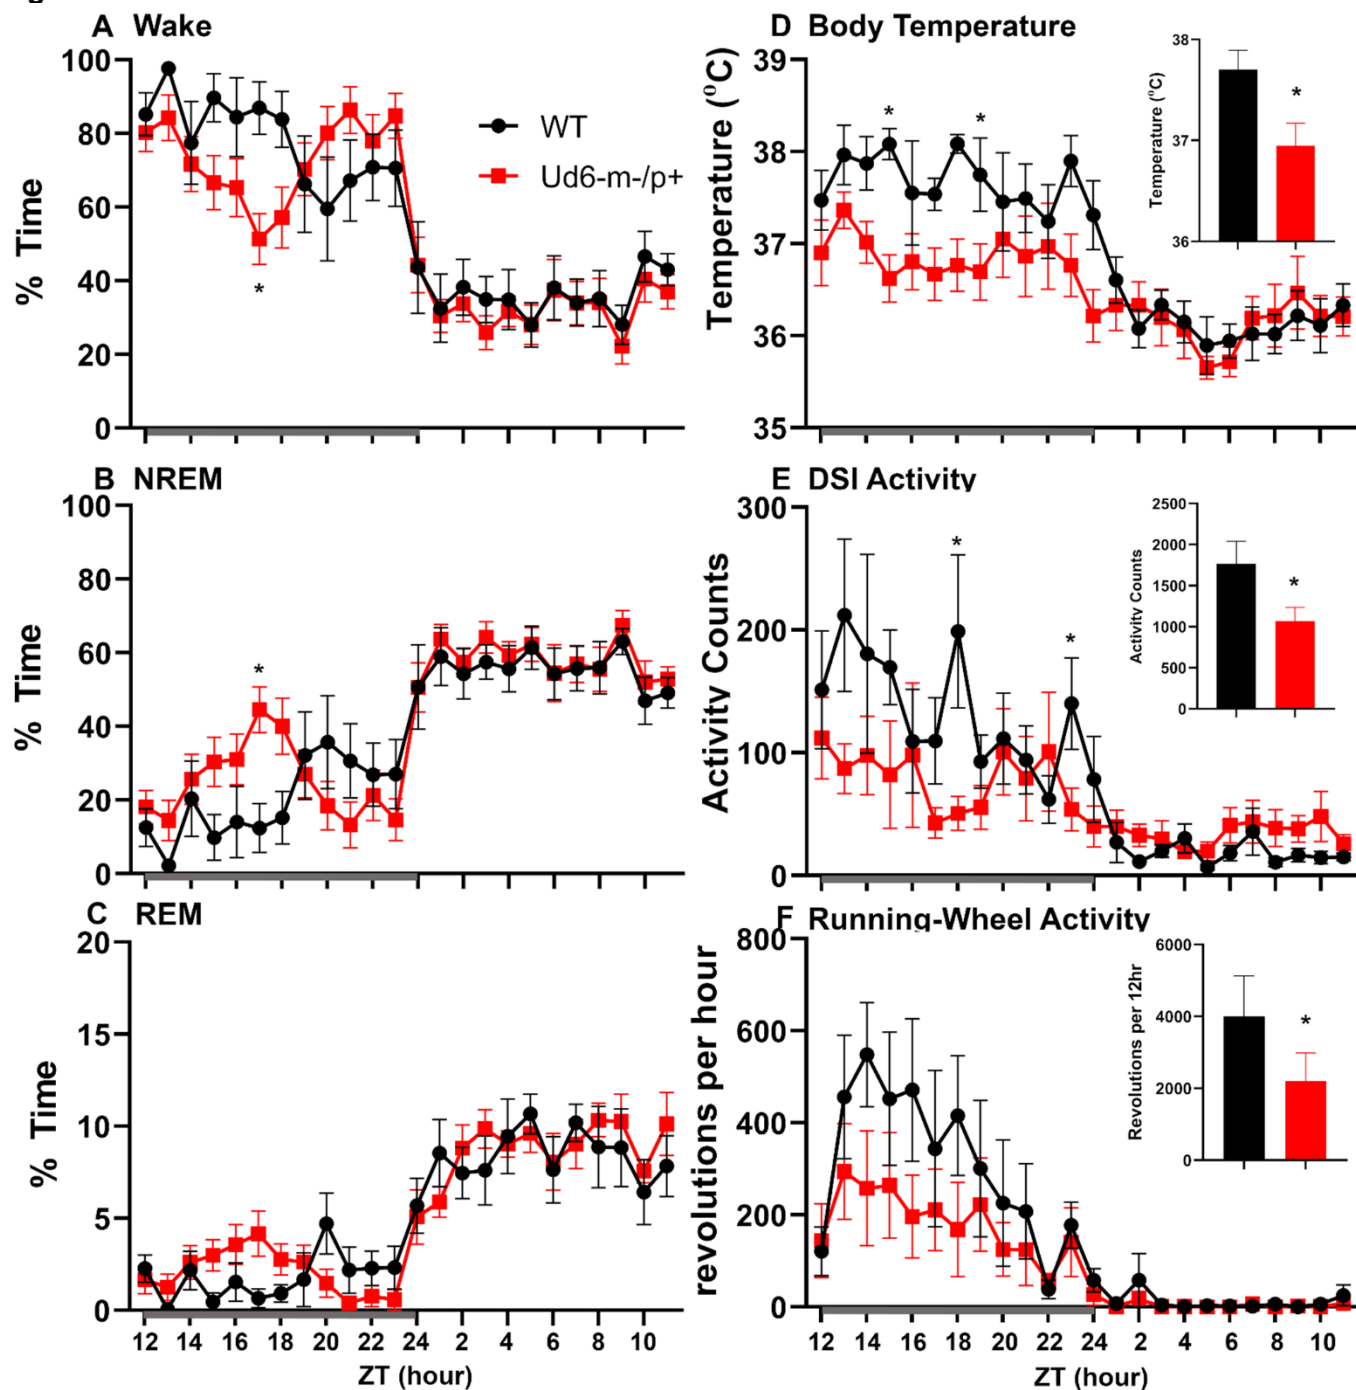 A Wake
100
80
60
40
20
0
% Time
WT
Ud6-m-/p+
*
B NREM
100
80
60
40
20
0
% Time
*
C REM
20
15
10
5
0
% Time
12 14 16 18 20 22 24 2 4 6 8 10
ZT (hour)
D Body Temperature
39
38
37
36
35
Temperature (⁰C)
* *
38
37
36
Temperature (°C)
*
E DSI Activity
300
200
100
0
Activity Counts
* *
2500
2000
1500
1000
500
0
Activity Counts
*
F Running-Wheel Activity
800
600
400
200
0
revolutions per hour
6000
4000
2000
0
Revolutions per 12hr
*
12 14 16 18 20 22 24 2 4 6 8 10
ZT (hour)